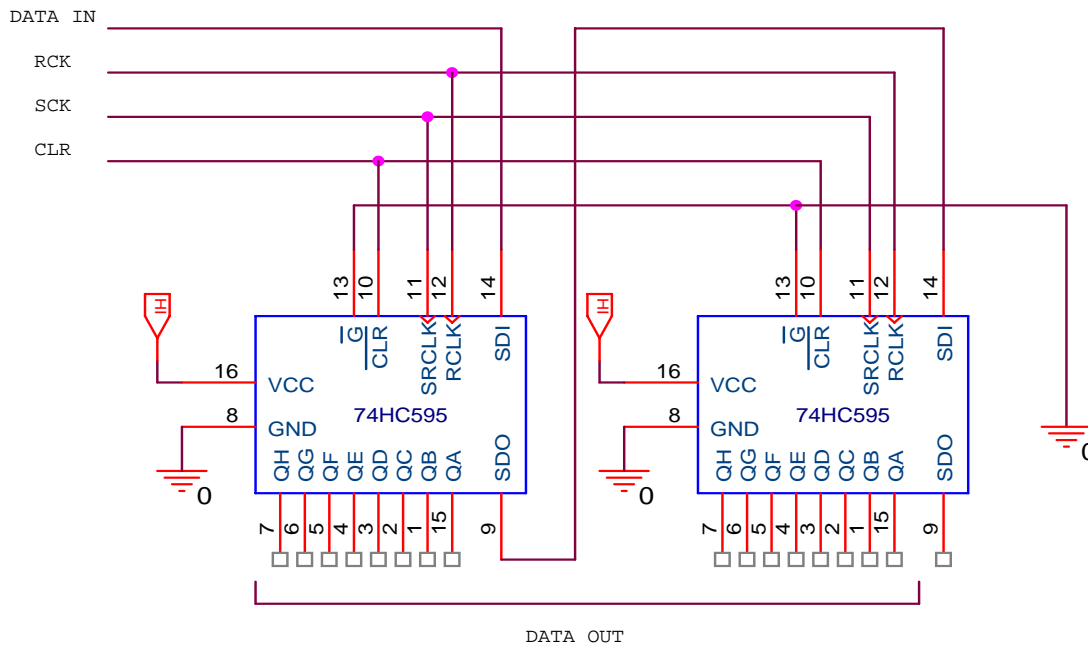 DATA IN
RCK
SCK
CLR
13 10 11 12 14
13 10 11 12 14
HI
HI
G CLR SRCLK RCLK SDI
G CLR SRCLK RCLK SDI
16 VCC
16 VCC
74HC595
74HC595
8 GND
8 GND
0
0
0
QH QG QF QE QD QC QB QA SDO
QH QG QF QE QD QC QB QA SDO
7 6 5 4 3 2 1 15 9
7 6 5 4 3 2 1 15 9
DATA OUT